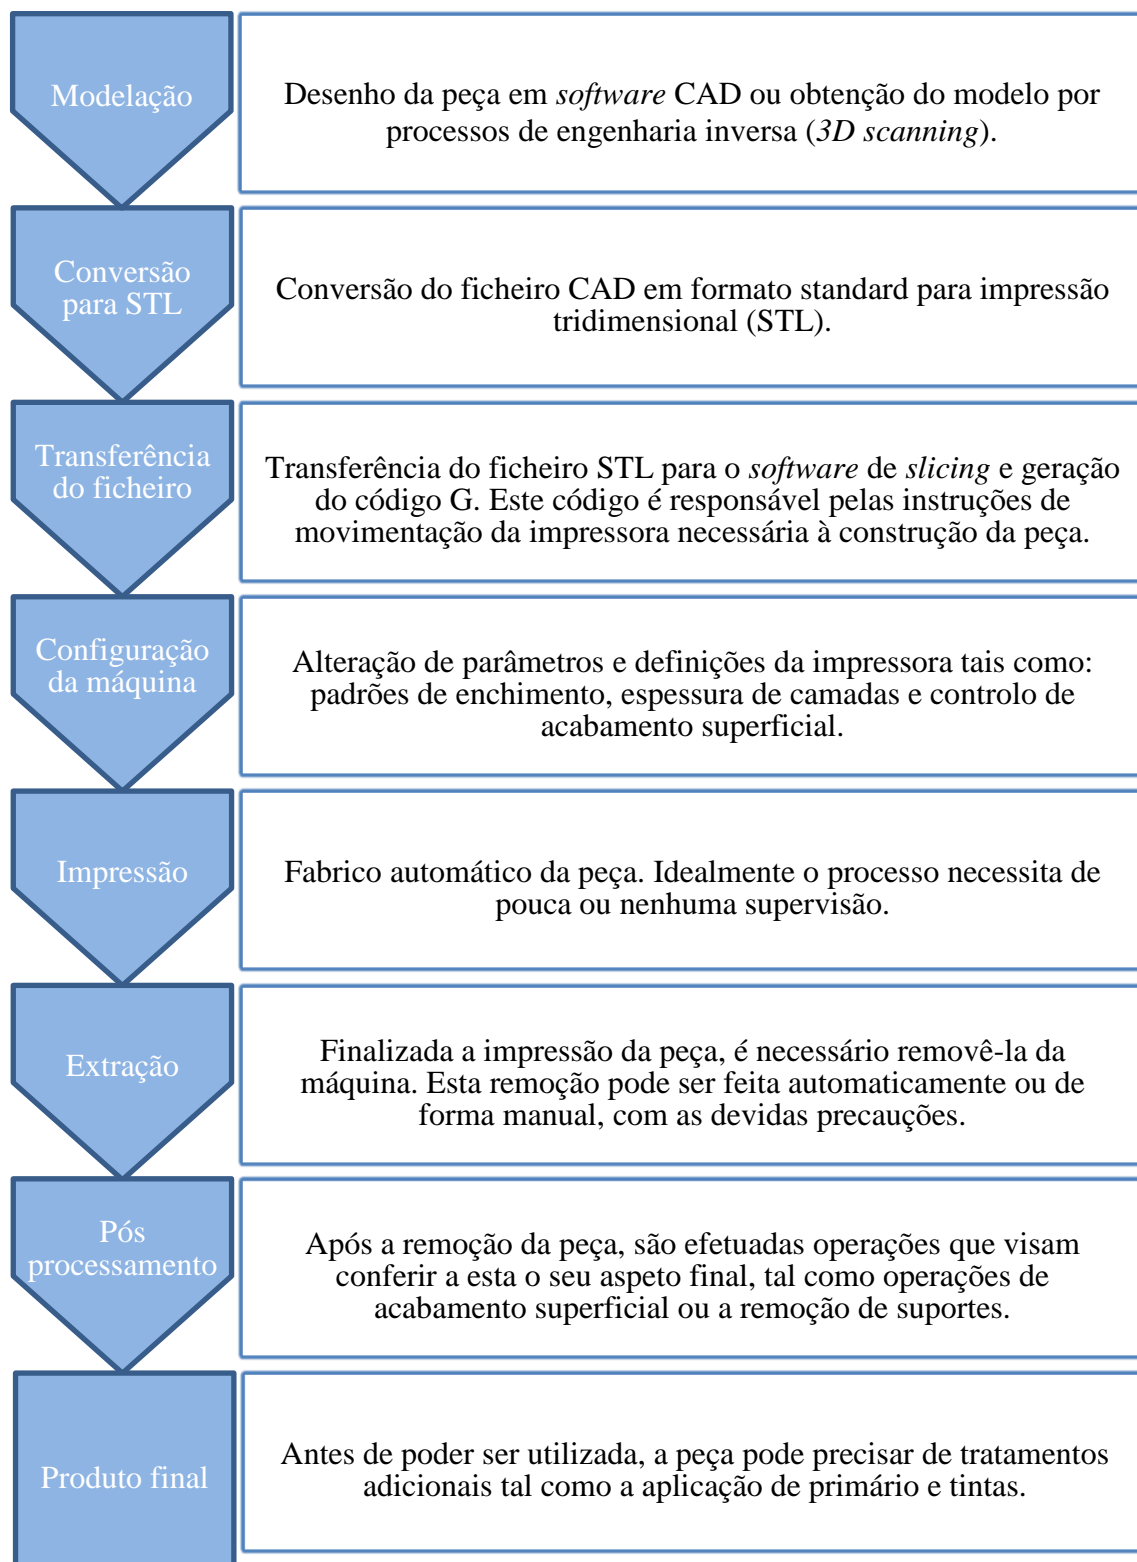 Modelação
Desenho da peça em software CAD ou obtenção do modelo por
processos de engenharia inversa (3D scanning).
Conversão
para STL
Conversão do ficheiro CAD em formato standard para impressão
tridimensional (STL).
Transferência
do ficheiro
Transferência do ficheiro STL para o software de slicing e geração
do código G. Este código é responsável pelas instruções de
movimentação da impressora necessária à construção da peça.
Configuração
da máquina
Alteração de parâmetros e definições da impressora tais como:
padrões de enchimento, espessura de camadas e controlo de
acabamento superficial.
Impressão
Fabrico automático da peça. Idealmente o processo necessita de
pouca ou nenhuma supervisão.
Extração
Finalizada a impressão da peça, é necessário removê-la da
máquina. Esta remoção pode ser feita automaticamente ou de
forma manual, com as devidas precauções.
Pós
processamento
Após a remoção da peça, são efetuadas operações que visam
conferir a esta o seu aspeto final, tal como operações de
acabamento superficial ou a remoção de suportes.
Produto final
Antes de poder ser utilizada, a peça pode precisar de tratamentos
adicionais tal como a aplicação de primário e tintas.